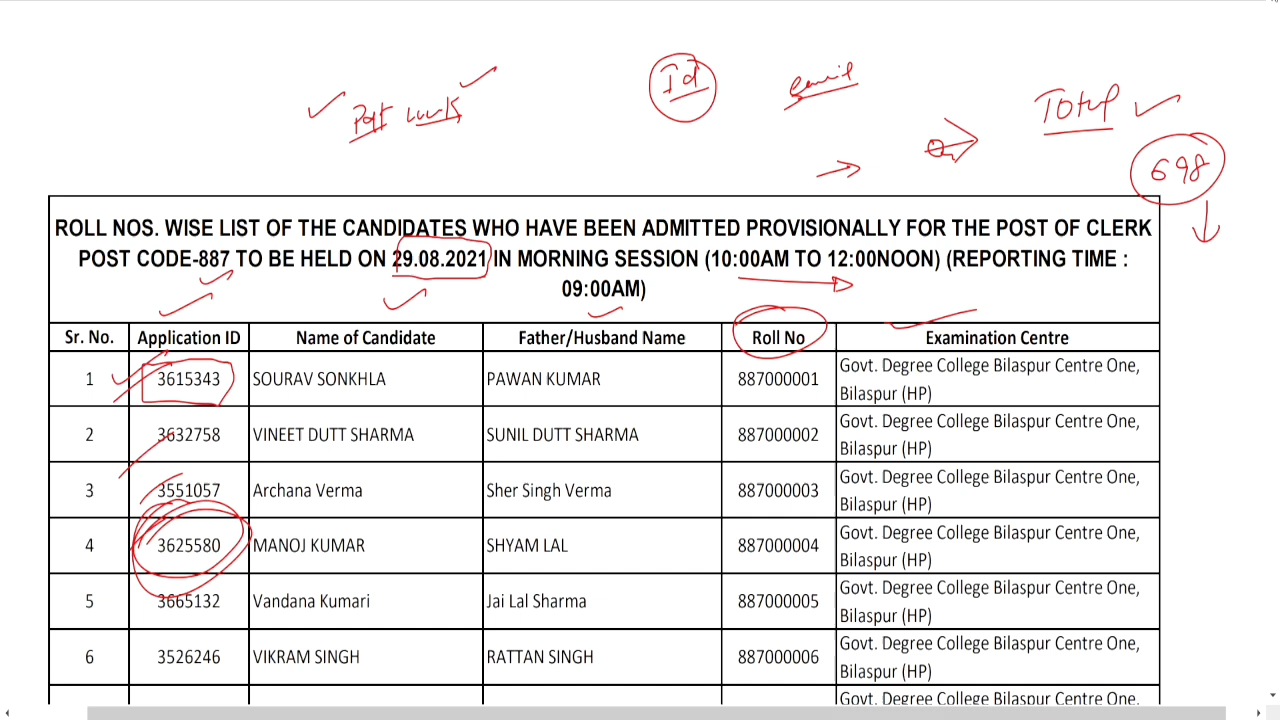 Id
Total
698
ROLL NOS. WISE LIST OF THE CANDIDATES WHO HAVE BEEN ADMITTED PROVISIONALLY FOR THE POST OF CLERK
POST CODE-887 TO BE HELD ON 29.08.2021 IN MORNING SESSION (10:00AM TO 12:00NOON) (REPORTING TIME :
09:00AM)
Sr. No. Application ID Name of Candidate Father/Husband Name Roll No Examination Centre
1 3615343 SOURAV SONKHLA PAWAN KUMAR 887000001 Govt. Degree College Bilaspur Centre One,
Bilaspur (HP)
2 3632758 VINEET DUTT SHARMA SUNIL DUTT SHARMA 887000002 Govt. Degree College Bilaspur Centre One,
Bilaspur (HP)
3 3551057 Archana Verma Sher Singh Verma 887000003 Govt. Degree College Bilaspur Centre One,
Bilaspur (HP)
4 3625580 MANOJ KUMAR SHYAM LAL 887000004 Govt. Degree College Bilaspur Centre One,
Bilaspur (HP)
5 3665132 Vandana Kumari Jai Lal Sharma 887000005 Govt. Degree College Bilaspur Centre One,
Bilaspur (HP)
6 3526246 VIKRAM SINGH RATTAN SINGH 887000006 Govt. Degree College Bilaspur Centre One,
Bilaspur (HP)
Govt. Degree College Bilaspur Centre One,